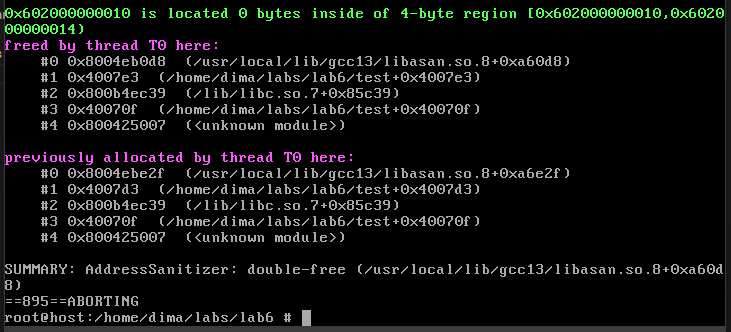 0x602000000010 is located 0 bytes inside of 4-byte region [0x602000000010,0x6020
00000014)
freed by thread T0 here:
    #0 0x8004eb0d8  (/usr/local/lib/gcc13/libasan.so.8+0xa60d8)
    #1 0x4007e3  (/home/dima/labs/lab6/test+0x4007e3)
    #2 0x800b4ec39  (/lib/libc.so.7+0x85c39)
    #3 0x40070f  (/home/dima/labs/lab6/test+0x40070f)
    #4 0x800425007  (<unknown module>)

previously allocated by thread T0 here:
    #0 0x8004ebe2f  (/usr/local/lib/gcc13/libasan.so.8+0xa6e2f)
    #1 0x4007d3  (/home/dima/labs/lab6/test+0x4007d3)
    #2 0x800b4ec39  (/lib/libc.so.7+0x85c39)
    #3 0x40070f  (/home/dima/labs/lab6/test+0x40070f)
    #4 0x800425007  (<unknown module>)

SUMMARY: AddressSanitizer: double-free (/usr/local/lib/gcc13/libasan.so.8+0xa60d
8)
==895==ABORTING
root@host:/home/dima/labs/lab6 #